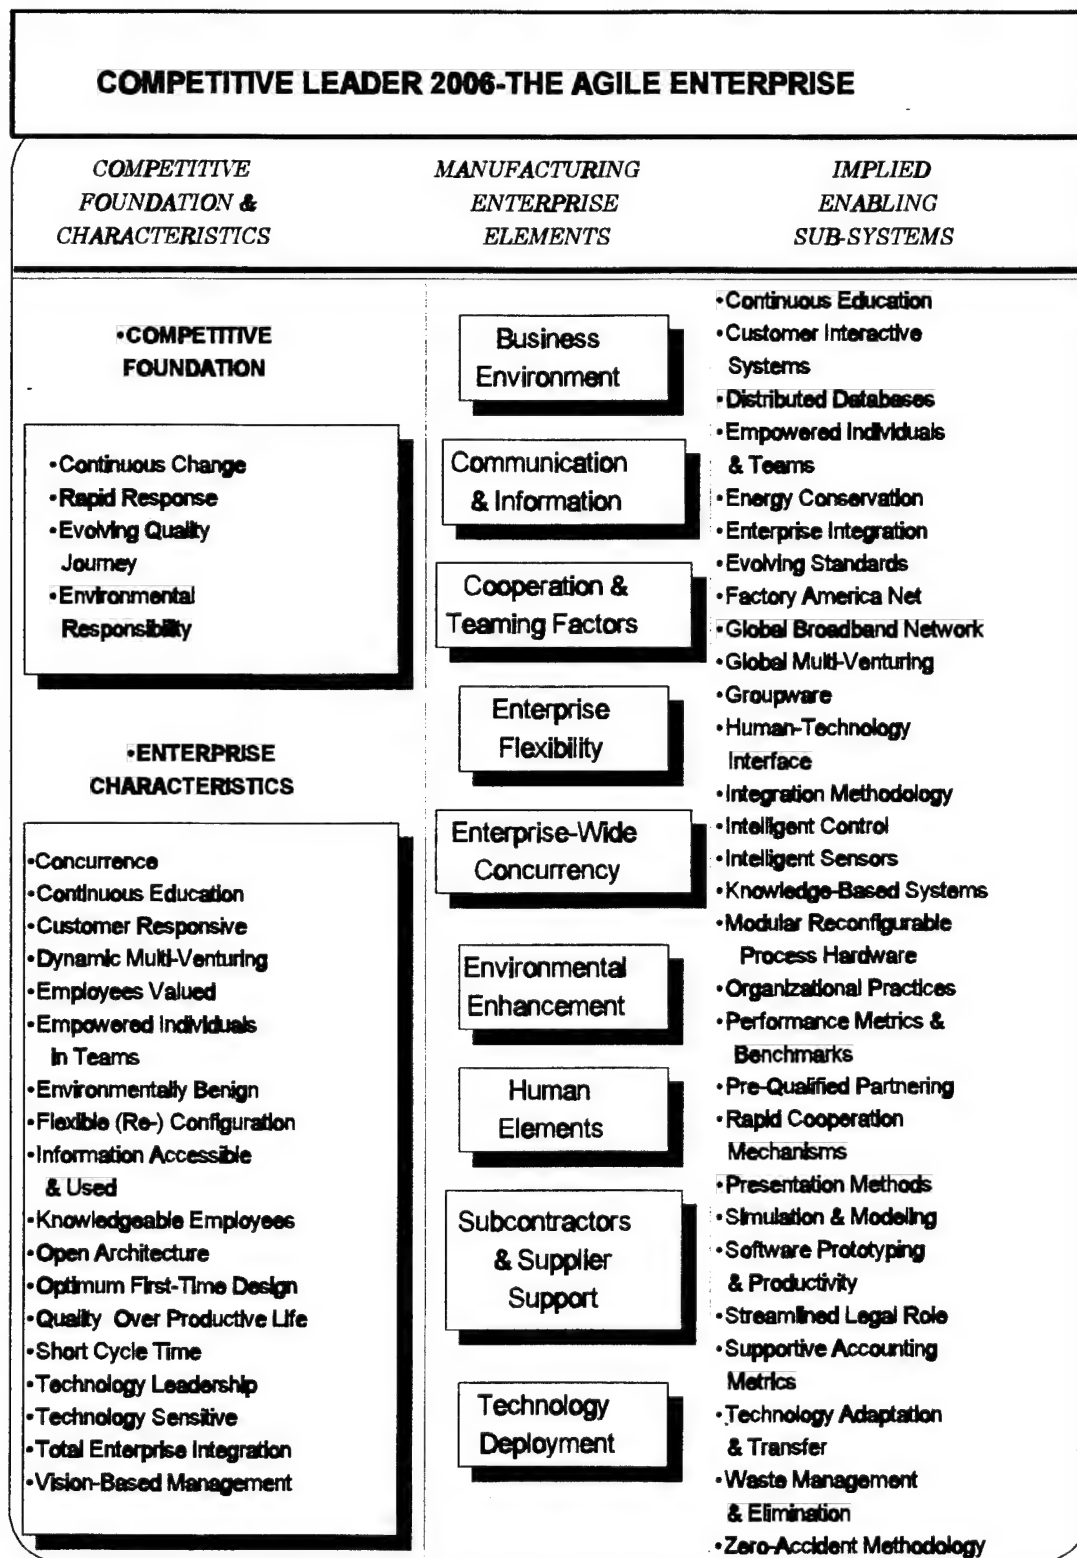 COMPETITIVE LEADER 2006-THE AGILE ENTERPRISE
COMPETITIVE
FOUNDATION &
CHARACTERISTICS
MANUFACTURING
ENTERPRISE
ELEMENTS
IMPLIED
ENABLING
SUB-SYSTEMS
•COMPETITIVE
FOUNDATION
•Continuous Change
•Rapid Response
•Evolving Quality
Journey
•Environmental
Responsibility
•ENTERPRISE
CHARACTERISTICS
•Concurrence
•Continuous Education
•Customer Responsive
•Dynamic Multi-Venturing
•Employees Valued
•Empowered Individuals
in Teams
•Environmentally Benign
•Flexible (Re-) Configuration
•Information Accessible
& Used
•Knowledgeable Employees
•Open Architecture
•Optimum First-Time Design
•Quality Over Productive Life
•Short Cycle Time
•Technology Leadership
•Technology Sensitive
•Total Enterprise Integration
•Vision-Based Management
Business
Environment
Communication
& Information
Cooperation &
Teaming Factors
Enterprise
Flexibility
Enterprise-Wide
Concurrency
Environmental
Enhancement
Human
Elements
Subcontractors
& Supplier
Support
Technology
Deployment
•Continuous Education
•Customer Interactive
Systems
•Distributed Databases
•Empowered Individuals
& Teams
•Energy Conservation
•Enterprise Integration
•Evolving Standards
•Factory America Net
•Global Broadband Network
•Global Multi-Venturing
•Groupware
•Human-Technology
Interface
•Integration Methodology
•Intelligent Control
•Intelligent Sensors
•Knowledge-Based Systems
•Modular Reconfigurable
Process Hardware
•Organizational Practices
•Performance Metrics &
Benchmarks
•Pre-Qualified Partnering
•Rapid Cooperation
Mechanisms
•Presentation Methods
•Simulation & Modeling
•Software Prototyping
& Productivity
•Streamlined Legal Role
•Supportive Accounting
Metrics
•Technology Adaptation
& Transfer
•Waste Management
& Elimination
•Zero-Accident Methodology